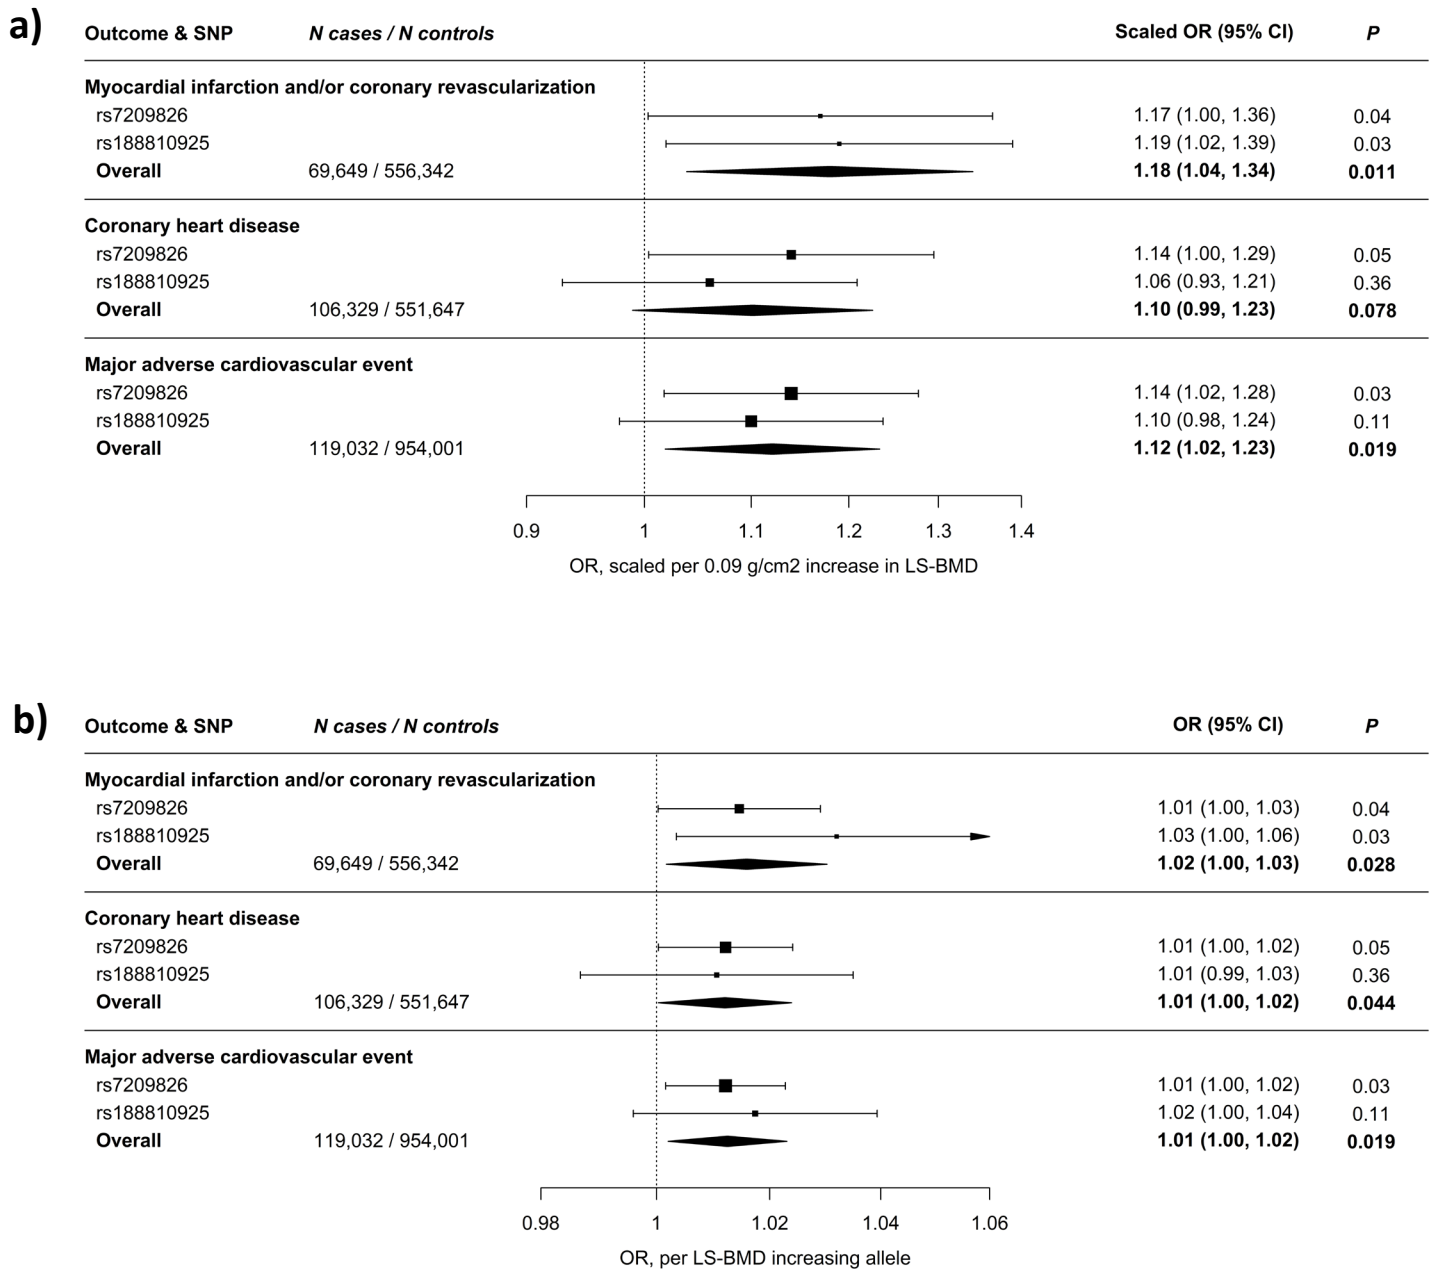 a)
Outcome & SNP N cases / N controls Scaled OR (95% CI) P
Myocardial infarction and/or coronary revascularization
rs7209826 1.17 (1.00, 1.36) 0.04
rs188810925 1.19 (1.02, 1.39) 0.03
Overall 69,649 / 556,342 1.18 (1.04, 1.34) 0.011
Coronary heart disease
rs7209826 1.14 (1.00, 1.29) 0.05
rs188810925 1.06 (0.93, 1.21) 0.36
Overall 106,329 / 551,647 1.10 (0.99, 1.23) 0.078
Major adverse cardiovascular event
rs7209826 1.14 (1.02, 1.28) 0.03
rs188810925 1.10 (0.98, 1.24) 0.11
Overall 119,032 / 954,001 1.12 (1.02, 1.23) 0.019
0.9 1 1.1 1.2 1.3 1.4
OR, scaled per 0.09 g/cm2 increase in LS-BMD
b)
Outcome & SNP N cases / N controls OR (95% CI) P
Myocardial infarction and/or coronary revascularization
rs7209826 1.01 (1.00, 1.03) 0.04
rs188810925 1.03 (1.00, 1.06) 0.03
Overall 69,649 / 556,342 1.02 (1.00, 1.03) 0.028
Coronary heart disease
rs7209826 1.01 (1.00, 1.02) 0.05
rs188810925 1.01 (0.99, 1.03) 0.36
Overall 106,329 / 551,647 1.01 (1.00, 1.02) 0.044
Major adverse cardiovascular event
rs7209826 1.01 (1.00, 1.02) 0.03
rs188810925 1.02 (1.00, 1.04) 0.11
Overall 119,032 / 954,001 1.01 (1.00, 1.02) 0.019
0.98 1 1.02 1.04 1.06
OR, per LS-BMD increasing allele